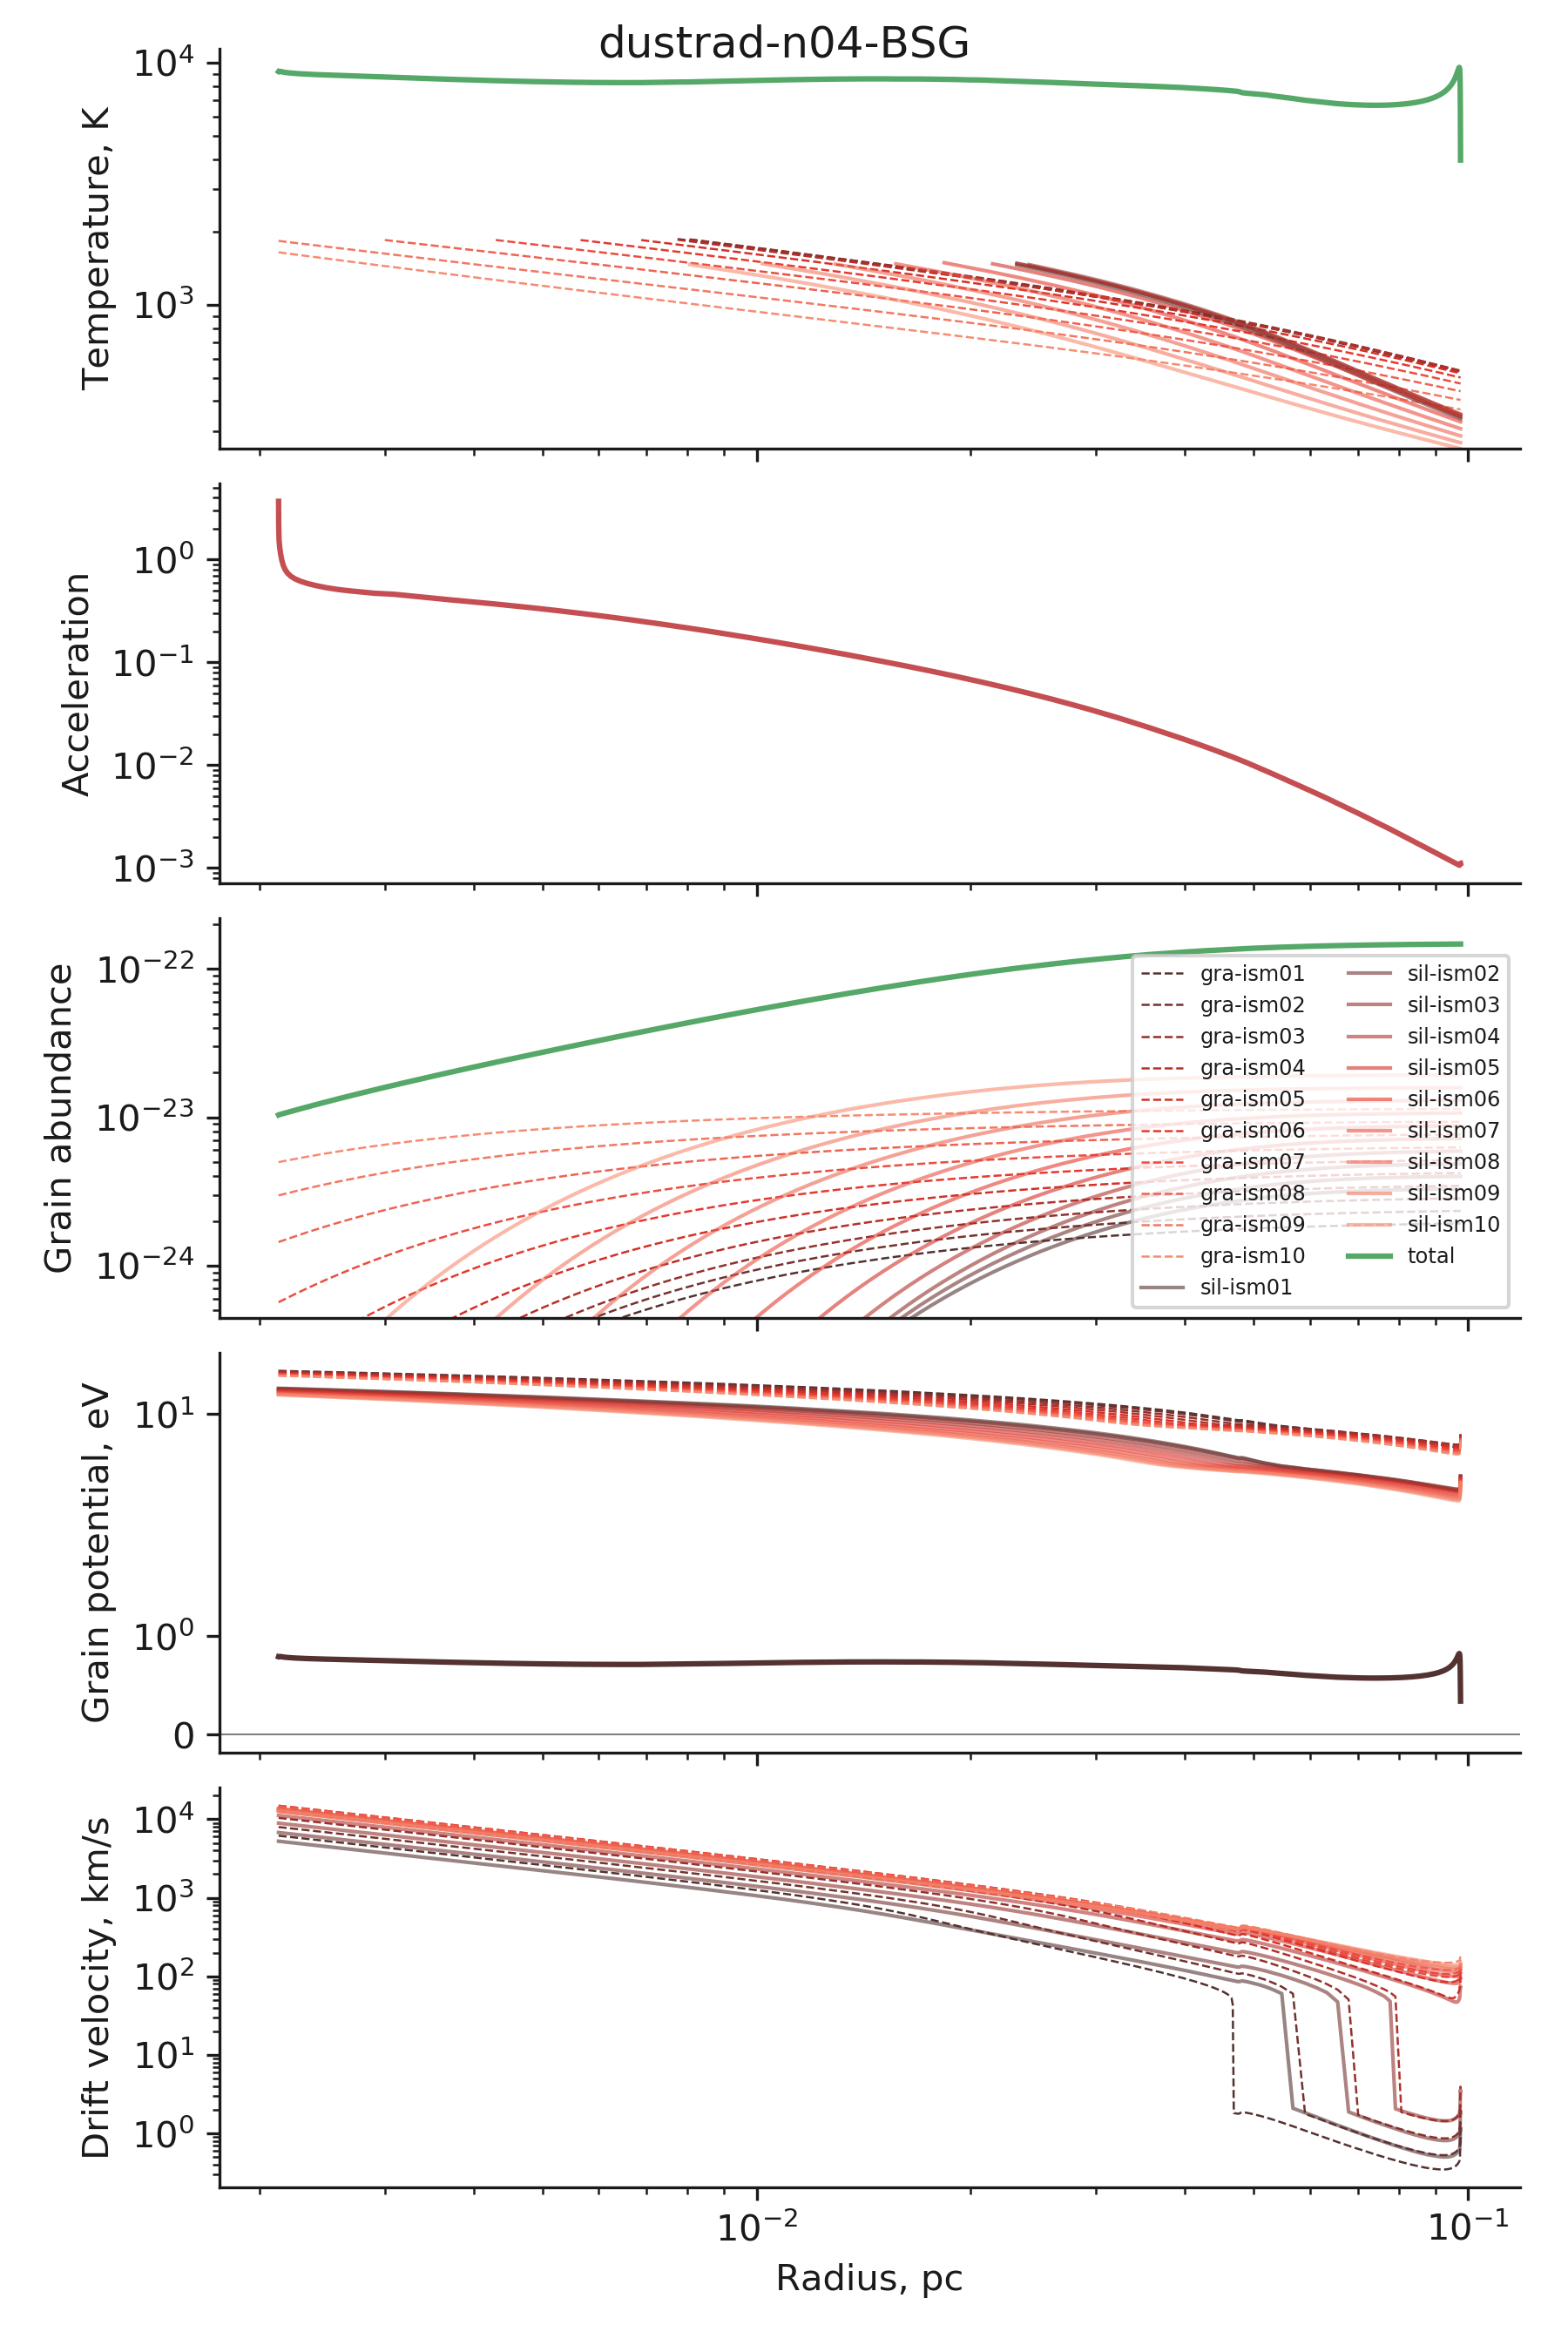 dustrad-n04-BSG
10⁴
10³
Temperature, K
10⁰
10⁻¹
10⁻²
10⁻³
Acceleration
10⁻²²
10⁻²³
10⁻²⁴
Grain abundance
gra-ism01
gra-ism02
gra-ism03
gra-ism04
gra-ism05
gra-ism06
gra-ism07
gra-ism08
gra-ism09
gra-ism10
sil-ism01
sil-ism02
sil-ism03
sil-ism04
sil-ism05
sil-ism06
sil-ism07
sil-ism08
sil-ism09
sil-ism10
total
10¹
10⁰
0
Grain potential, eV
10⁴
10³
10²
10¹
10⁰
Drift velocity, km/s
10⁻²
10⁻¹
Radius, pc